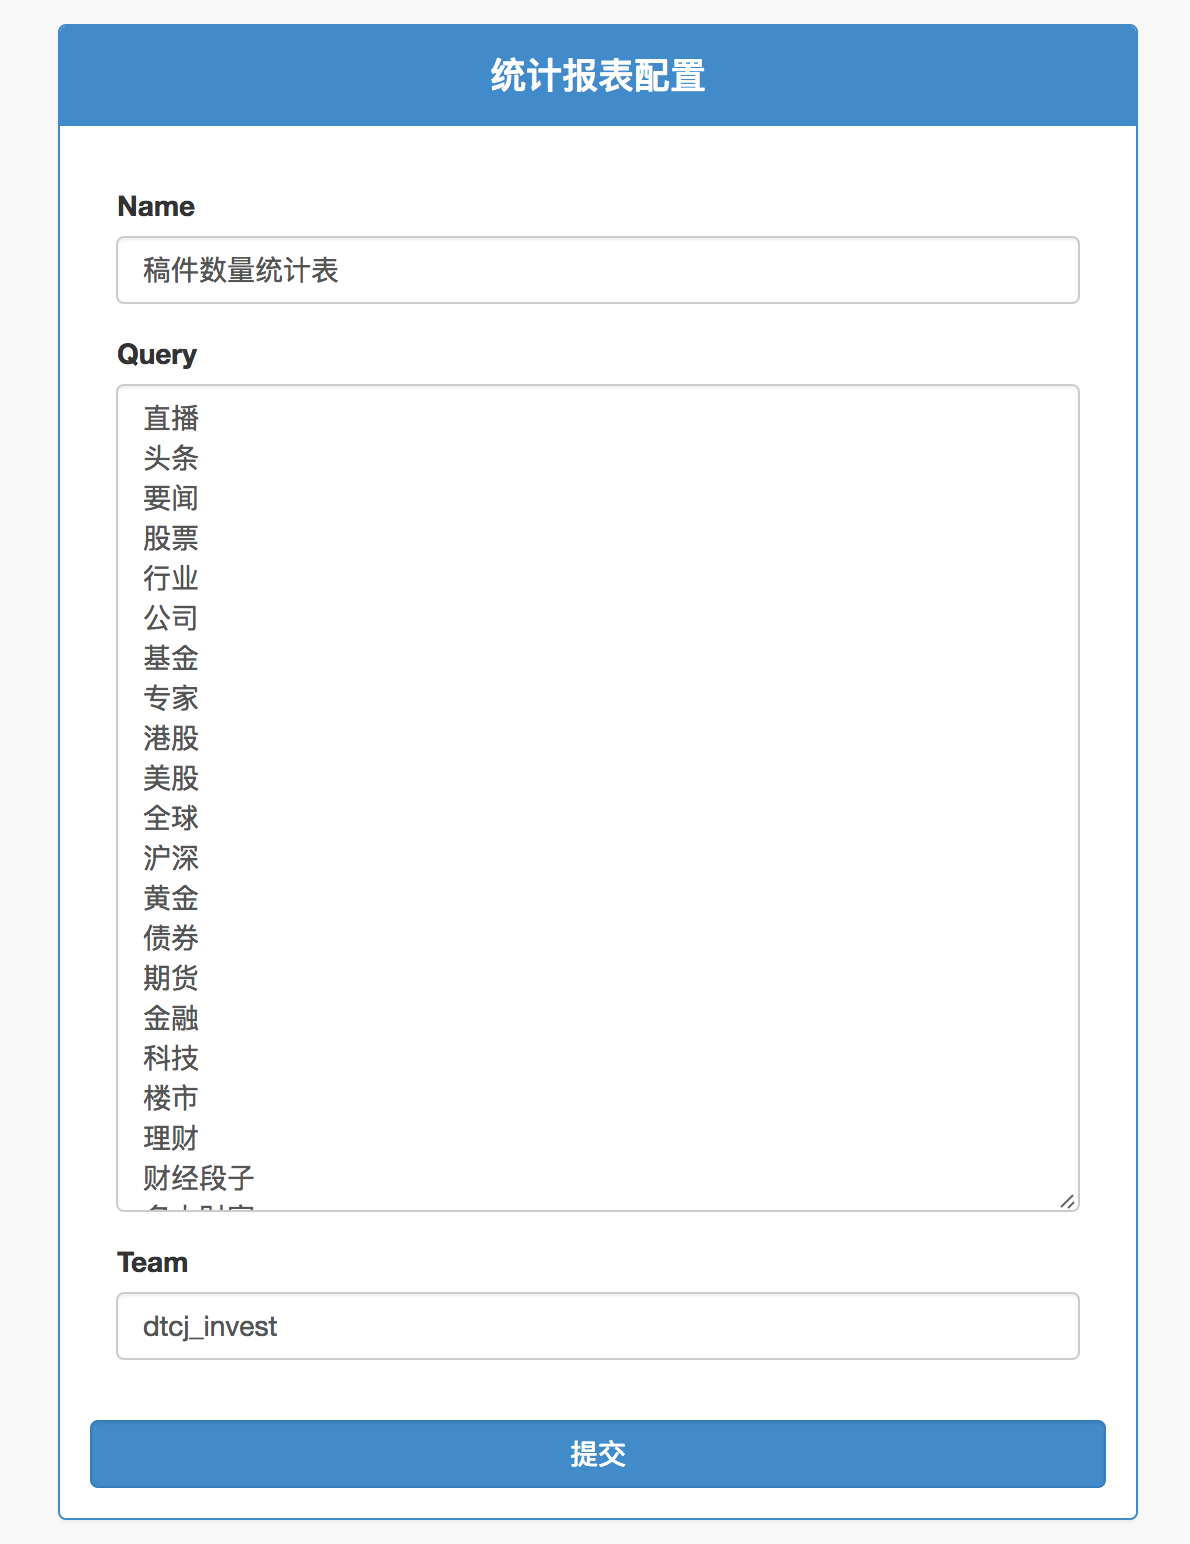 统计报表配置
Name
稿件数量统计表
Query
直播
头条
要闻
股票
行业
公司
基金
专家
港股
美股
全球
沪深
黄金
债券
期货
金融
科技
楼市
理财
财经段子
Team
dtcj_invest
提交